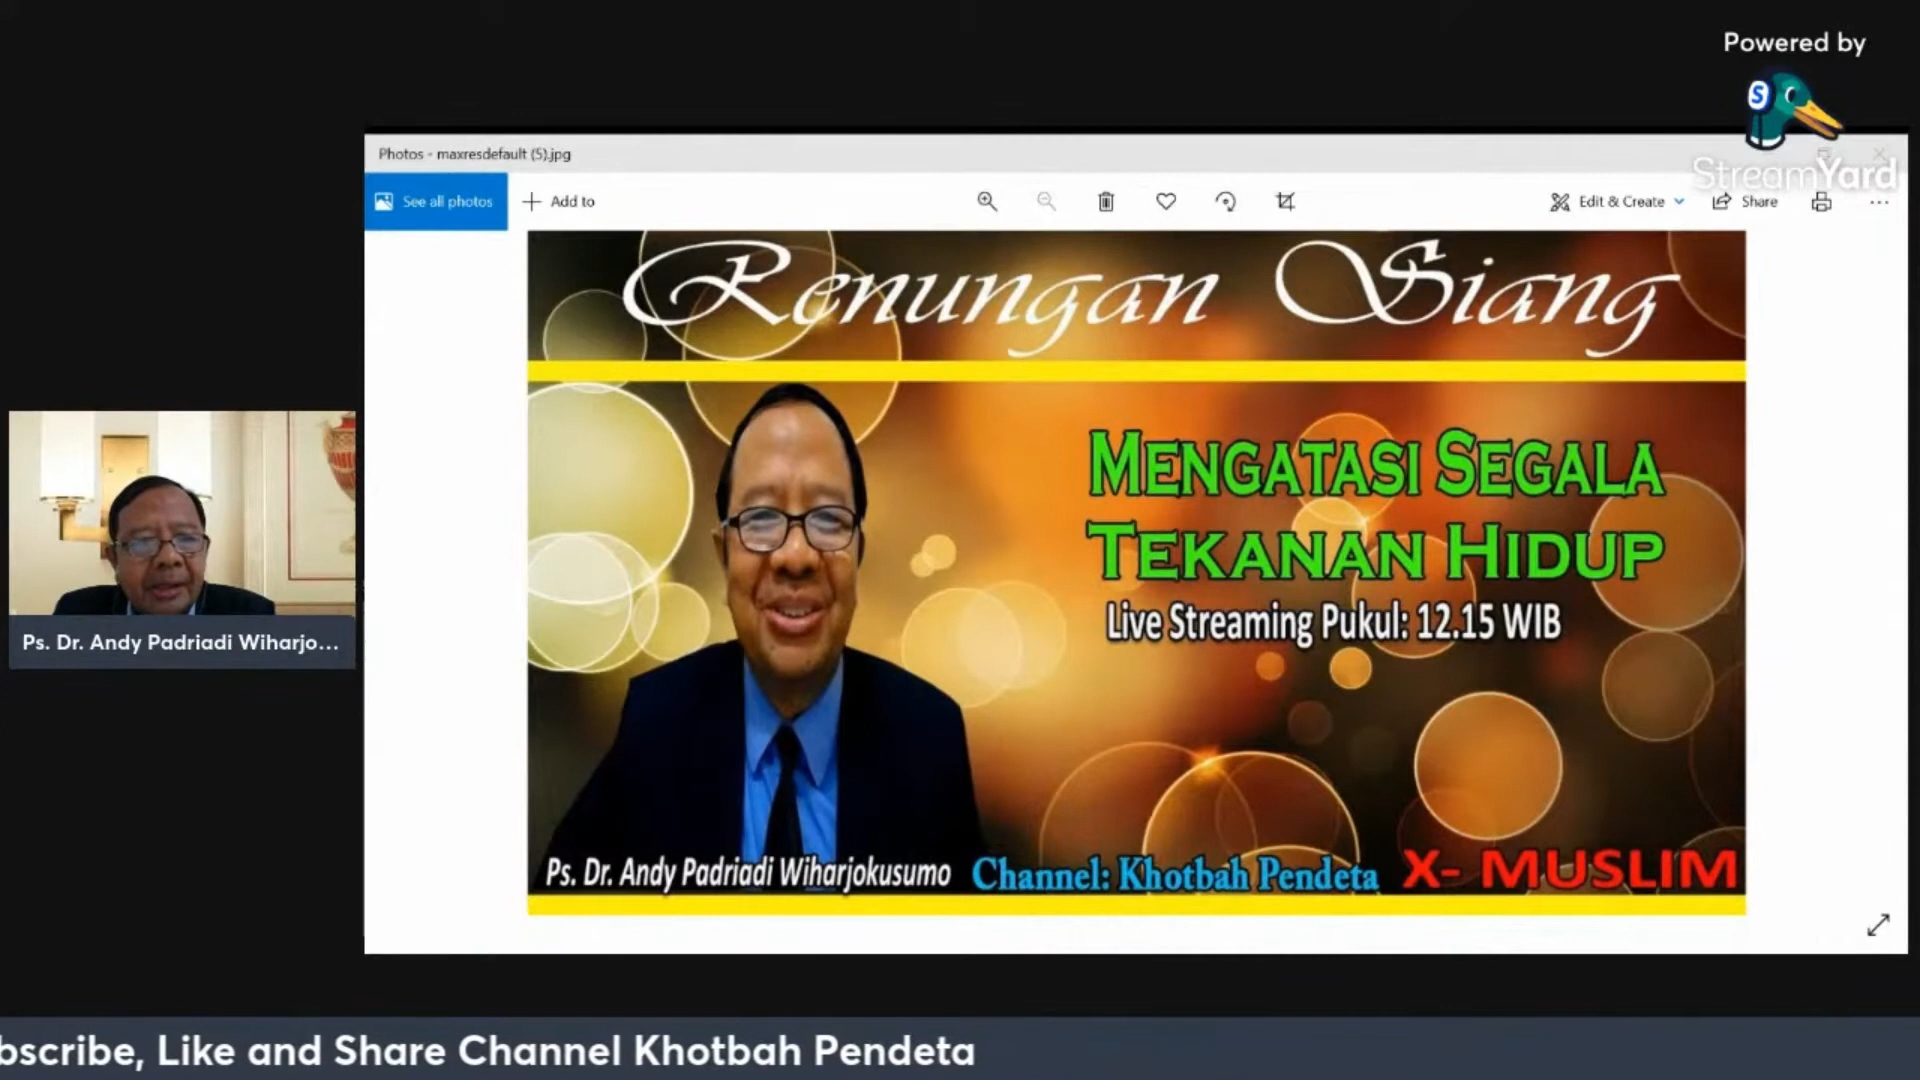 Powered by
StreamYard
Photos - maxresdefault (5).jpg
See all photos
Add to
Edit & Create
Share
Renungan Siang
MENGATASI SEGALA
TEKANAN HIDUP
Live Streaming Pukul: 12.15 WIB
Ps. Dr. Andy Padriadi Wiharjokusumo
Channel: Khotbah Pendeta
X- MUSLIM
Ps. Dr. Andy Padriadi Wiharjo...
bscribe, Like and Share Channel Khotbah Pendeta